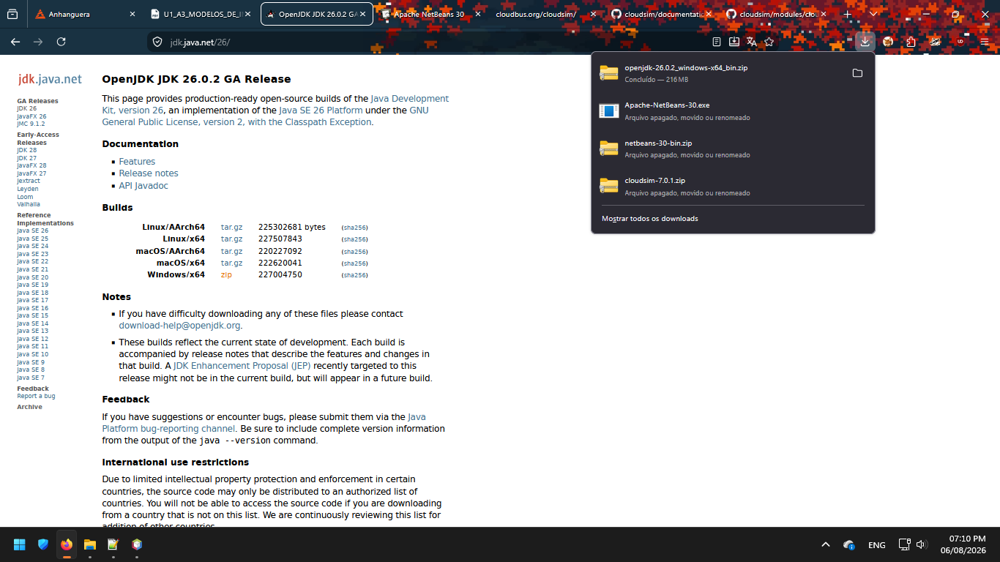 Anhanguera
U1_A3_MODELOS_DE_I
OpenJDK JDK 26.0.2 GA
Apache NetBeans 30
cloudbus.org/cloudsim/
cloudsim/documentatic
cloudsim/modules/clou
jdk.java.net/26/
openjdk-26.0.2_windows-x64_bin.zip
Concluído — 216 MB
Apache-NetBeans-30.exe
Arquivo apagado, movido ou renomeado
netbeans-30-bin.zip
Arquivo apagado, movido ou renomeado
cloudsim-7.0.1.zip
Arquivo apagado, movido ou renomeado
Mostrar todos os downloads
jdk.java.net
GA Releases
JDK 26
JavaFX 26
JMC 9.1.2
Early-Access
Releases
JDK 28
JDK 27
JavaFX 28
JavaFX 27
Jextract
Leyden
Loom
Valhalla
Reference
Implementations
Java SE 26
Java SE 25
Java SE 24
Java SE 23
Java SE 22
Java SE 21
Java SE 20
Java SE 19
Java SE 18
Java SE 17
Java SE 16
Java SE 15
Java SE 14
Java SE 13
Java SE 12
Java SE 11
Java SE 10
Java SE 9
Java SE 8
Java SE 7
Feedback
Report a bug
Archive
OpenJDK JDK 26.0.2 GA Release
This page provides production-ready open-source builds of the Java Development
Kit, version 26, an implementation of the Java SE 26 Platform under the GNU
General Public License, version 2, with the Classpath Exception.
Documentation
Features
Release notes
API Javadoc
Builds
Linux/AArch64 tar.gz 225302681 bytes (sha256)
Linux/x64 tar.gz 227507843 (sha256)
macOS/AArch64 tar.gz 220227092 (sha256)
macOS/x64 tar.gz 222620041 (sha256)
Windows/x64 zip 227004750 (sha256)
Notes
If you have difficulty downloading any of these files please contact
download-help@openjdk.org.
These builds reflect the current state of development. Each build is
accompanied by release notes that describe the features and changes in
that build. A JDK Enhancement Proposal (JEP) recently targeted to this
release might not be in the current build, but will appear in a future build.
Feedback
If you have suggestions or encounter bugs, please submit them via the Java
Platform bug-reporting channel. Be sure to include complete version information
from the output of the java --version command.
International use restrictions
Due to limited intellectual property protection and enforcement in certain
countries, the source code may only be distributed to an authorized list of
countries. You will not be able to access the source code if you are downloading
from a country that is not on this list. We are continuously reviewing this list for
addition of other countries.
ENG
07:10 PM
06/08/2026